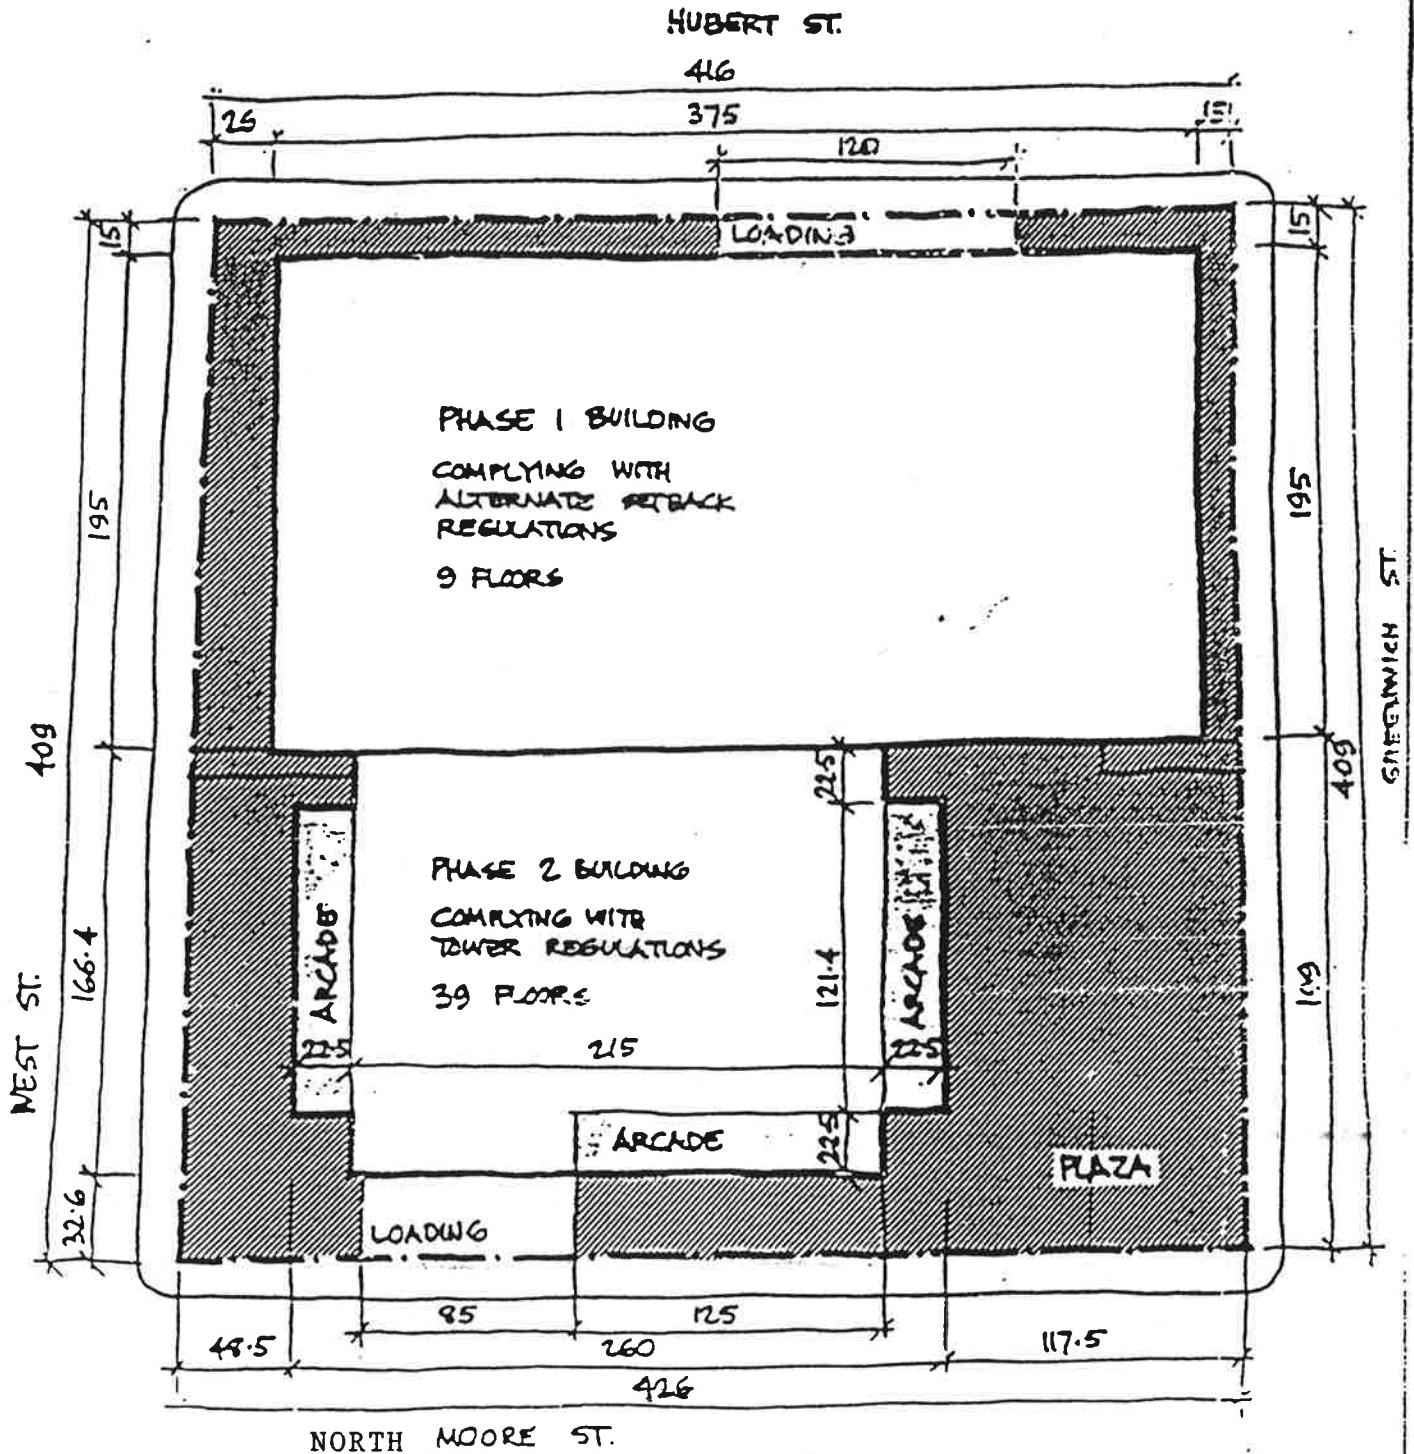 HUBERT ST.
416
25
375
15
120
15
LOADING
15
PHASE 1 BUILDING
COMPLYING WITH
ALTERNATE SETBACK
REGULATIONS
9 FLOORS
195
195
GREENWICH ST.
409
409
22.5
PHASE 2 BUILDING
COMPLYING WITH
TOWER REGULATIONS
39 FLOORS
ARCADE
ARCADE
166.4
121.4
WEST ST.
22.5
215
22.5
ARCADE
22.5
PLAZA
32.6
LOADING
85
125
48.5
260
117.5
426
NORTH MOORE ST.